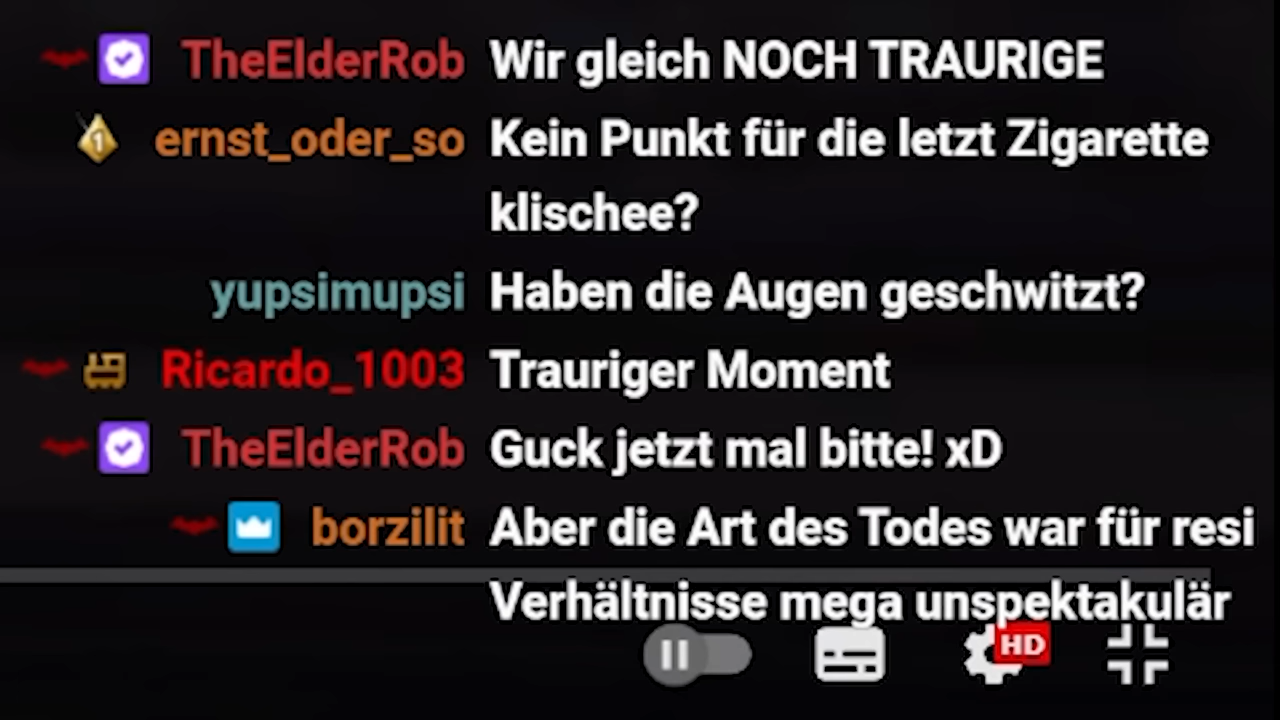 TheElderRob Wir gleich NOCH TRAURIGE
1 ernst_oder_so Kein Punkt für die letzt Zigarette
klischee?
yupsimupsi Haben die Augen geschwitzt?
Ricardo_1003 Trauriger Moment
TheElderRob Guck jetzt mal bitte! xD
borzilit Aber die Art des Todes war für resi
Verhältnisse mega unspektakulär
HD